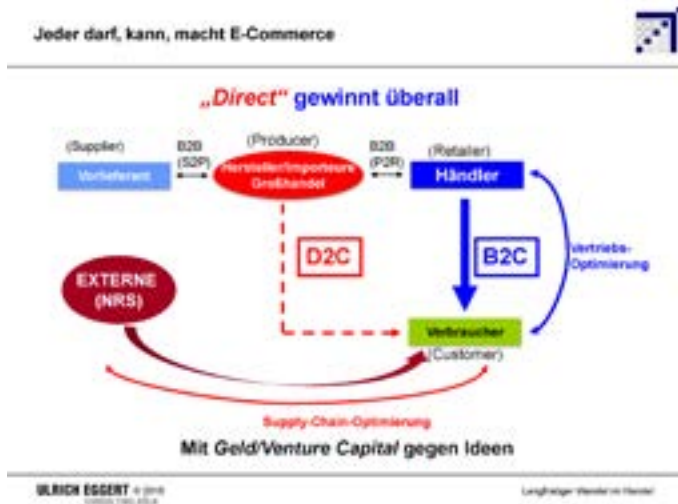 Jeder darf, kann, macht E-Commerce
„Direct“ gewinnt überall
(Supplier)
B2B
(S2P)
(Producer)
B2B
(P2R)
(Retailer)
Vorlieferant
Hersteller/Importeure
Großhandel
Händler
D2C
B2C
Vertriebs-
Optimierung
EXTERNE
(NRS)
Verbraucher
(Customer)
Supply-Chain-Optimierung
Mit Geld/Venture Capital gegen Ideen
ULRICH EGGERT
Langfristiger Wandel im Handel